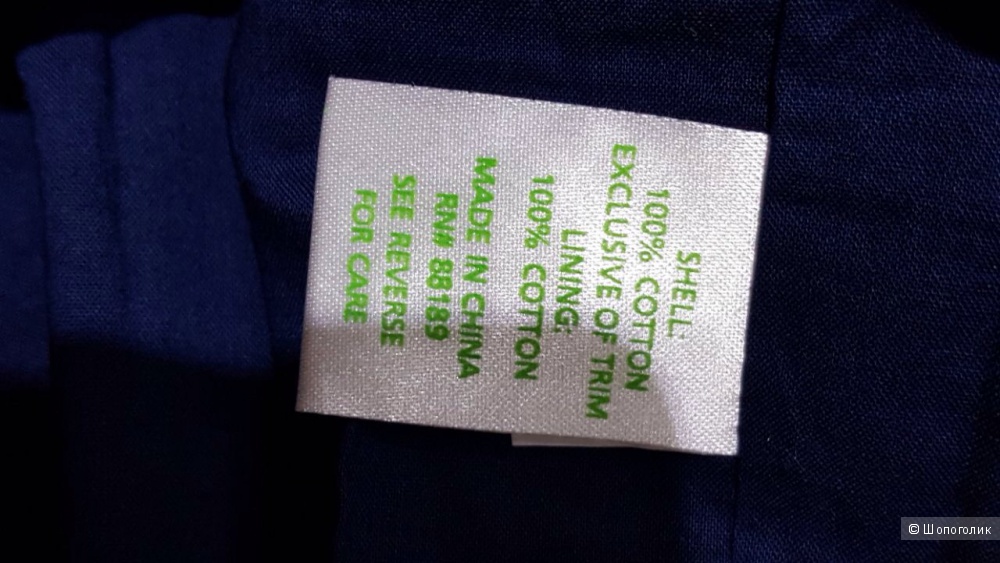 SHELL:
100% COTTON
EXCLUSIVE OF TRIM
LINING:
100% COTTON
MADE IN CHINA
RN# 88189
SEE REVERSE
FOR CARE
© Шопоголик